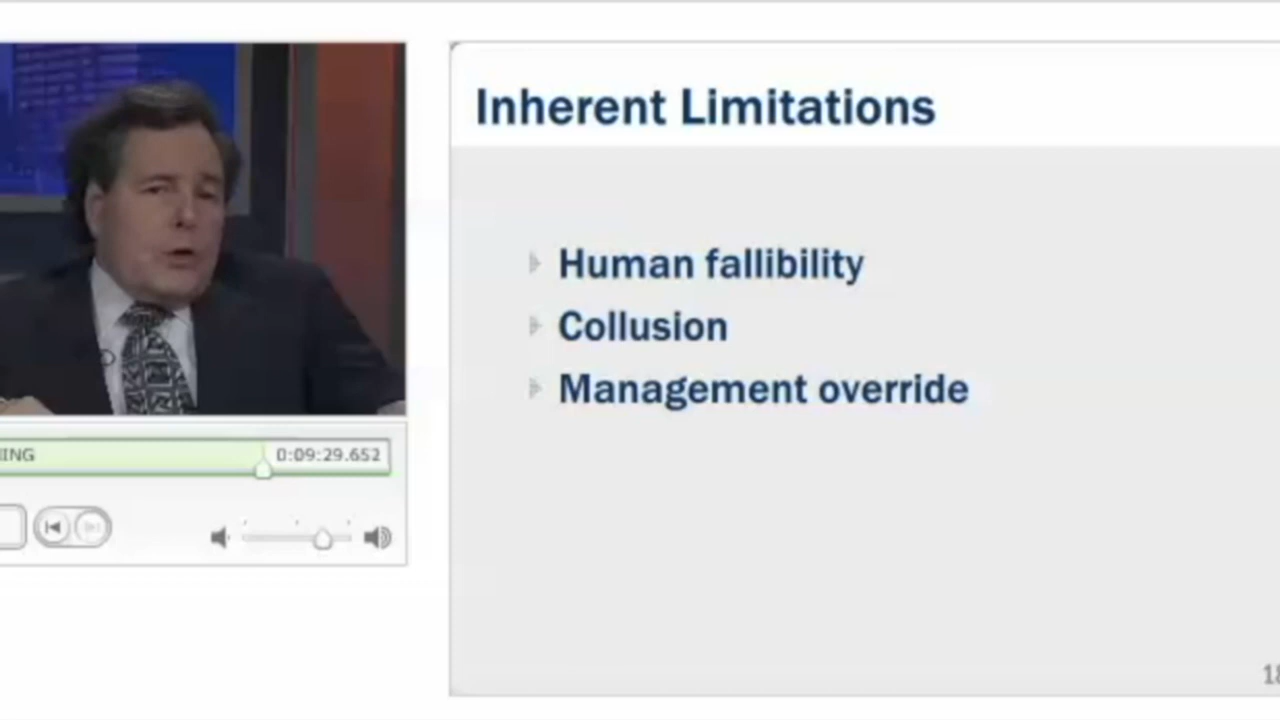 Inherent Limitations
Human fallibility
Collusion
Management override
0:09:29.652